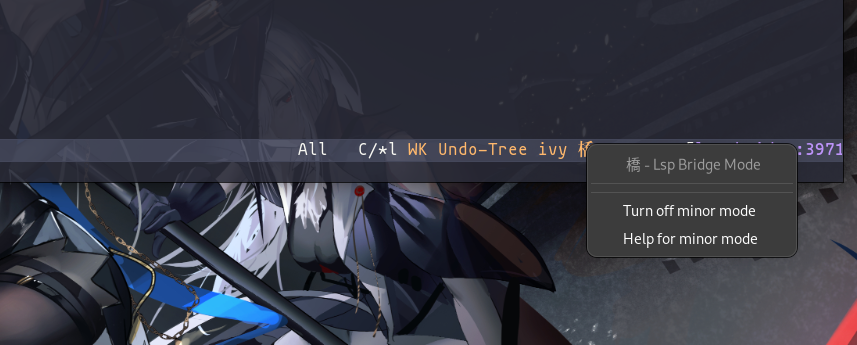 All C/*l WK Undo-Tree ivy 橋 :3971
橋 - Lsp Bridge Mode
Turn off minor mode
Help for minor mode